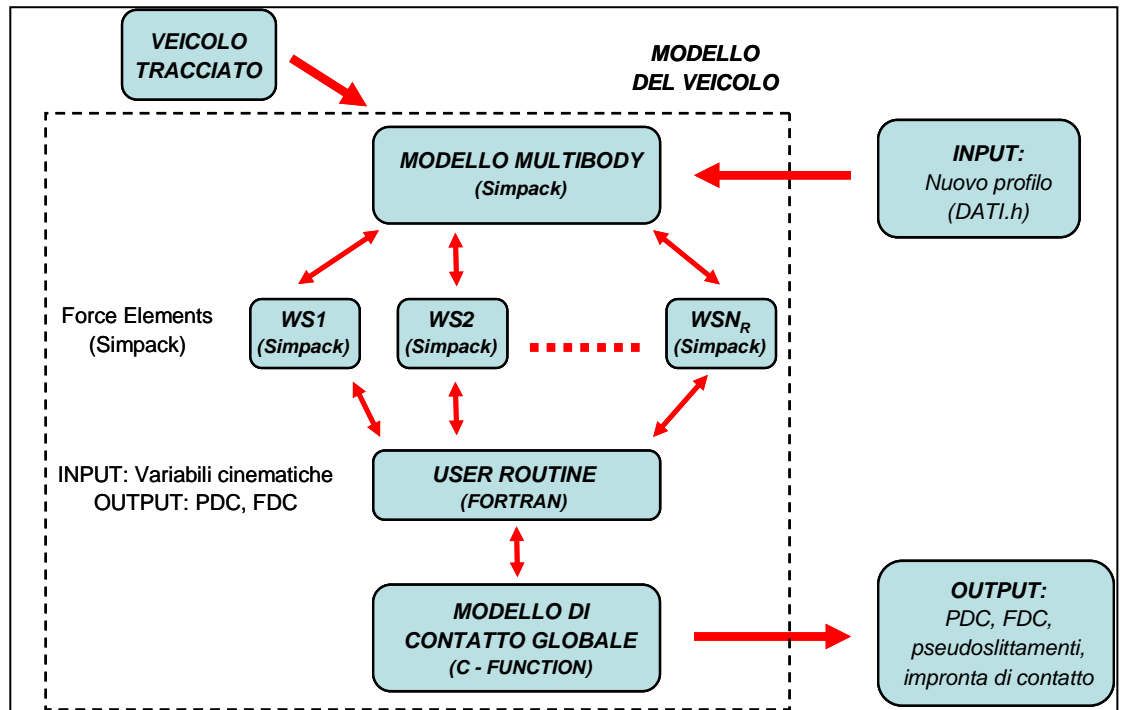 VEICOLO
TRACCIATO
MODELLO
DEL VEICOLO
MODELLO MULTIBODY
(Simpack)
INPUT:
Nuovo profilo
(DATI.h)
Force Elements
(Simpack)
WS1
(Simpack)
WS2
(Simpack)
WSN_R
(Simpack)
INPUT: Variabili cinematiche
OUTPUT: PDC, FDC
USER ROUTINE
(FORTRAN)
MODELLO DI
CONTATTO GLOBALE
(C - FUNCTION)
OUTPUT:
PDC, FDC,
pseudoslittamenti,
impronta di contatto